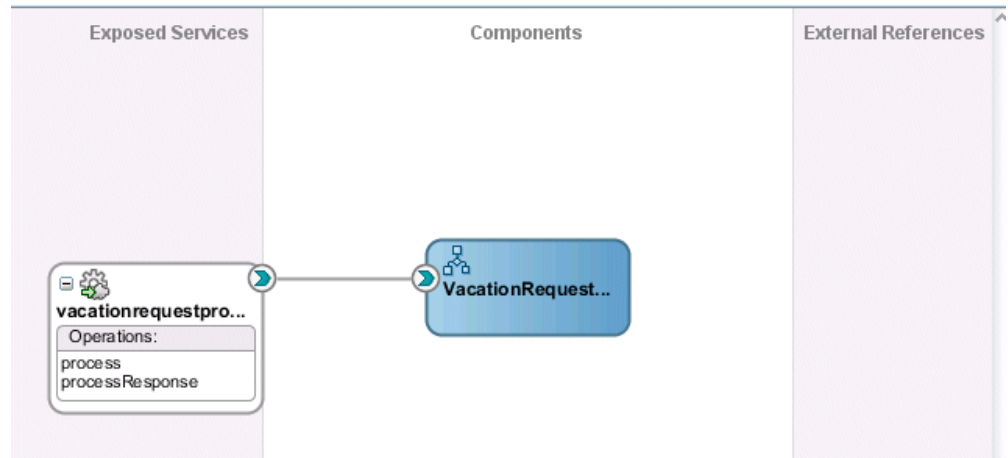 Exposed Services
Components
External References
vacationrequestpro...
Operations:
process
processResponse
VacationRequest...